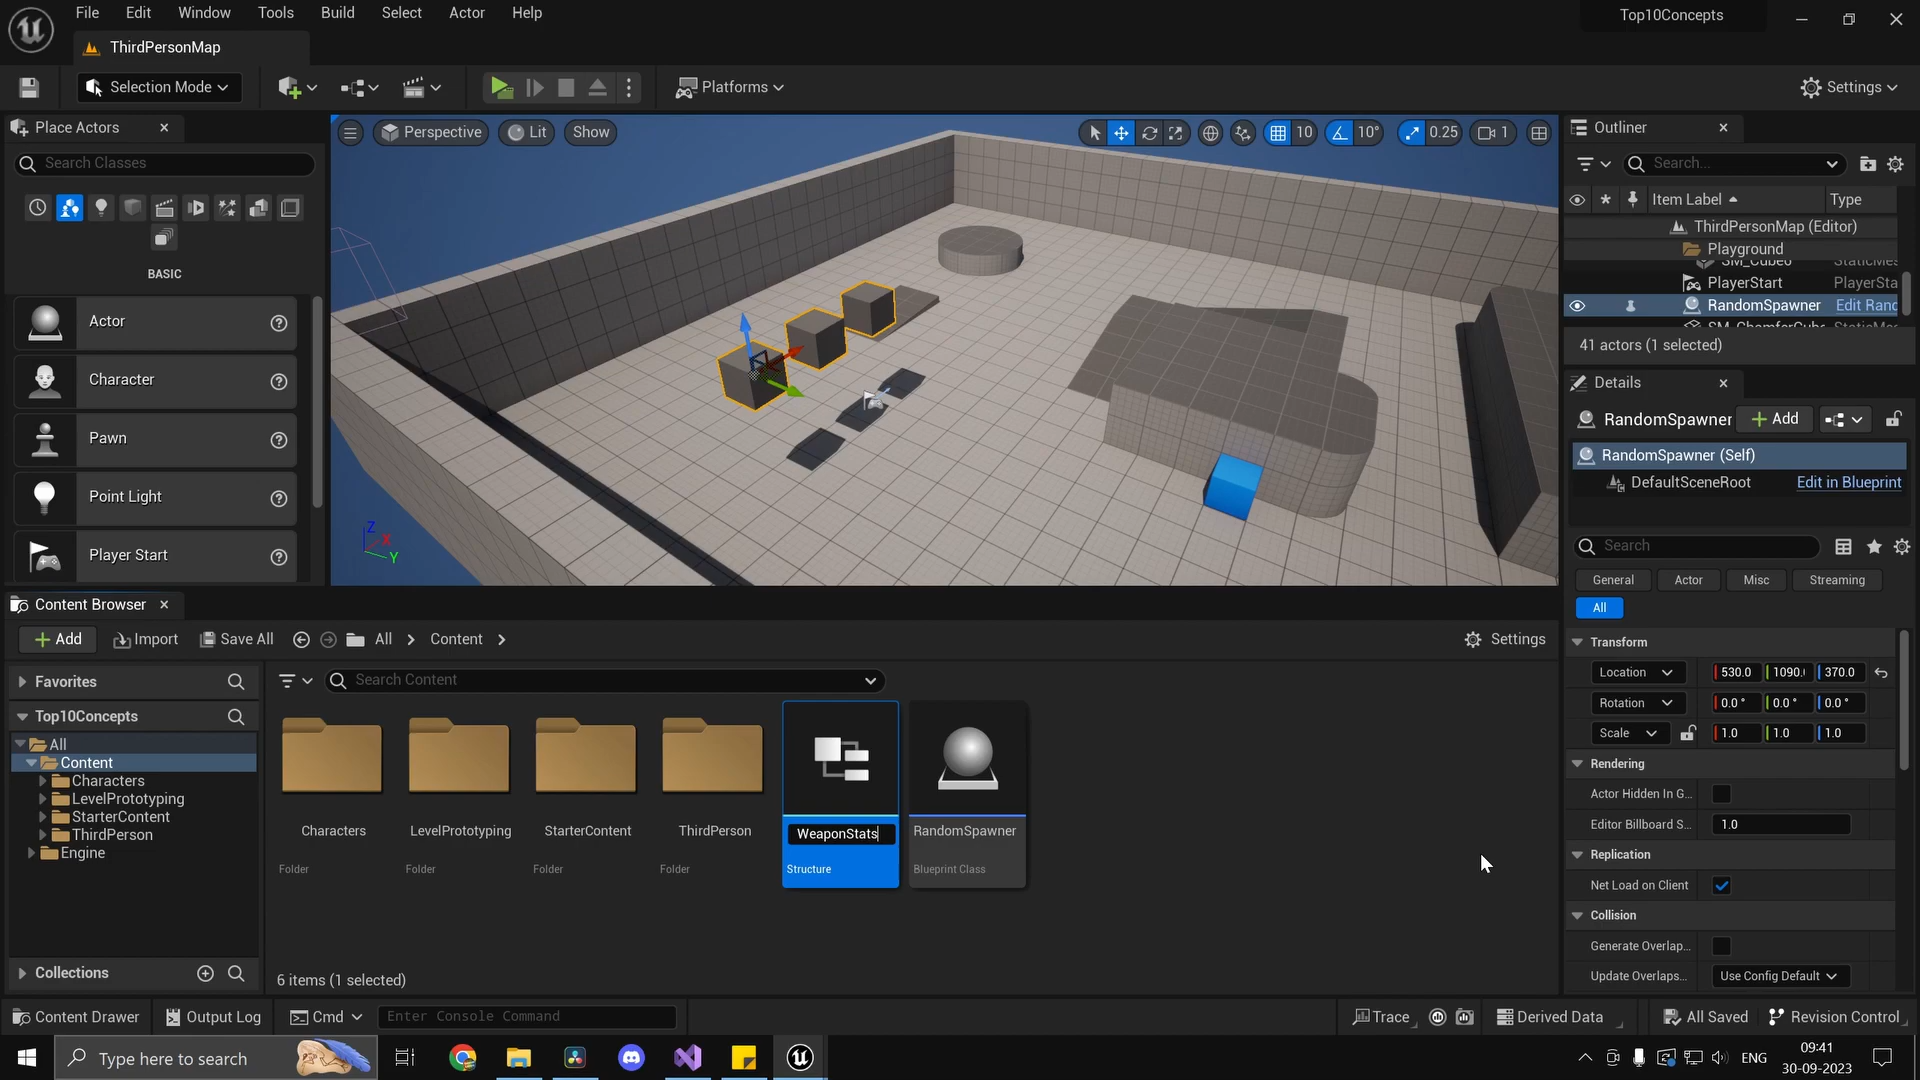 File Edit Window Tools Build Select Actor Help
Top10Concepts
ThirdPersonMap
Selection Mode
Platforms
Settings
Place Actors
Search Classes
BASIC
Actor
Character
Pawn
Point Light
Player Start
Perspective
Lit
Show
10
10°
0.25
1
Z
X
Y
Outliner
Search...
Item Label
Type
ThirdPersonMap (Editor)
Playground
SM_Cube6 StaticMes
PlayerStart PlayerSta
RandomSpawner Edit Rand
SM_ChamferCube StaticMes
41 actors (1 selected)
Details
RandomSpawner
Add
RandomSpawner (Self)
DefaultSceneRoot
Edit in Blueprint
Search
General Actor Misc Streaming
All
Transform
Location 530.0 1090. 370.0
Rotation 0.0 ° 0.0 ° 0.0 °
Scale 1.0 1.0 1.0
Rendering
Actor Hidden In G...
Editor Billboard S... 1.0
Replication
Net Load on Client
Collision
Generate Overlap...
Update Overlaps... Use Config Default
Content Browser
Add
Import
Save All
All
Content
Settings
Favorites
Top10Concepts
All
Content
Characters
LevelPrototyping
StarterContent
ThirdPerson
Engine
Collections
Search Content
Characters
Folder
LevelPrototyping
Folder
StarterContent
Folder
ThirdPerson
Folder
WeaponStats
Structure
RandomSpawner
Blueprint Class
6 items (1 selected)
Content Drawer
Output Log
Cmd
Enter Console Command
Trace
Derived Data
All Saved
Revision Control
Type here to search
ENG
09:41
30-09-2023